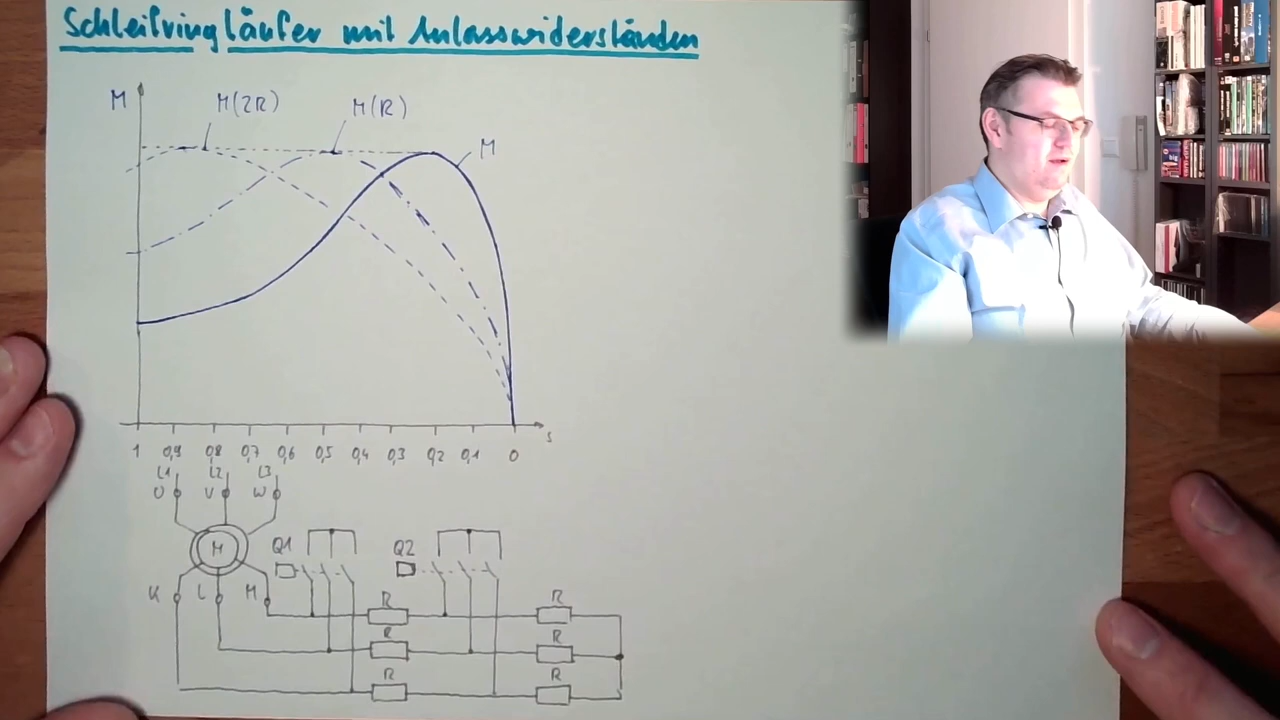 Schleifringläufer mit Anlasswiderständen
M M(2R) M(R)
M
1 0,9 0,8 0,7 0,6 0,5 0,4 0,3 0,2 0,1 0 s
L1 L2 L3
U V W
M Q1 Q2
K L M
R R
R R
R R